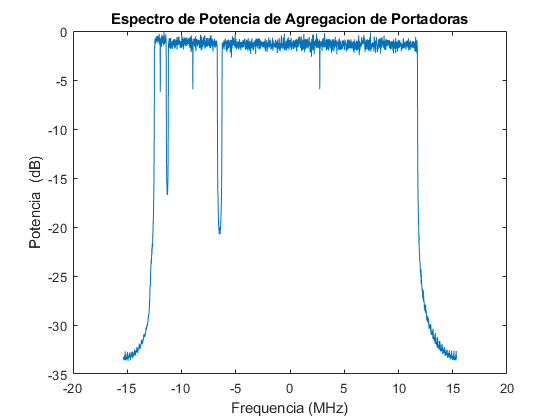 Espectro de Potencia de Agregacion de Portadoras
0
-5
-10
-15
-20
-25
-30
-35
Potencia (dB)
-20 -15 -10 -5 0 5 10 15 20
Frequencia (MHz)